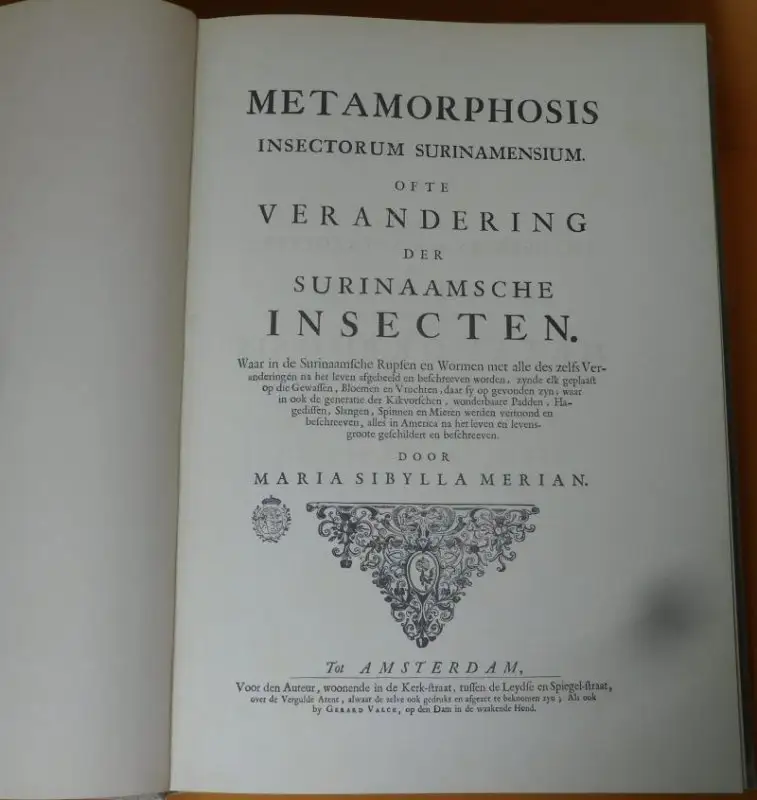 METAMORPHOSIS
INSECTORUM SURINAMENSIUM.
OFTE
VERANDERING
DER
SURINAAMSCHE
INSECTEN.
Waar in de Surinaamſche Rupſen en Wormen met alle des zelfs Ver-
anderingen na het leven afgebeeld en beſchreeven worden, zynde elk geplaaſt
op die Gewaſſen, Bloemen en Vruchten, daar ſy op gevonden zyn; waar
in ook de generatie der Kikvorſchen, wonderbaare Padden, Ha-
gediſſen, Slangen, Spinnen en Mieren werden vertoond en
beſchreeven, alles in America na het leven en levens-
groote geſchildert en beſchreeven.
DOOR
MARIA SIBYLLA MERIAN.
Tot AMSTERDAM,
Voor den Auteur, woonende in de Kerk-ſtraat, tuſſen de Leydſe en Spiegel-ſtraat,
over de Vergulde Arent, alwaar de zelve ook gedrukt en afgezet te bekoomen zyn; Als ook
by GERARD VALCK, op den Dam in de waakende Hond.